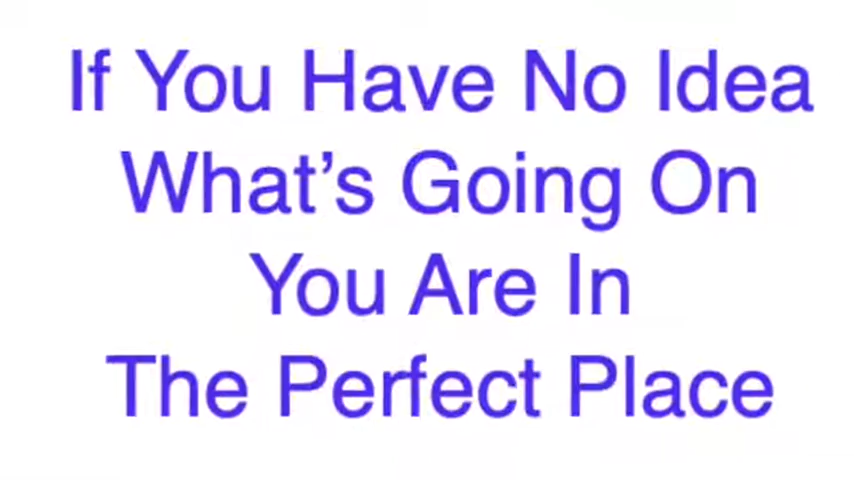 If You Have No Idea
What’s Going On
You Are In
The Perfect Place